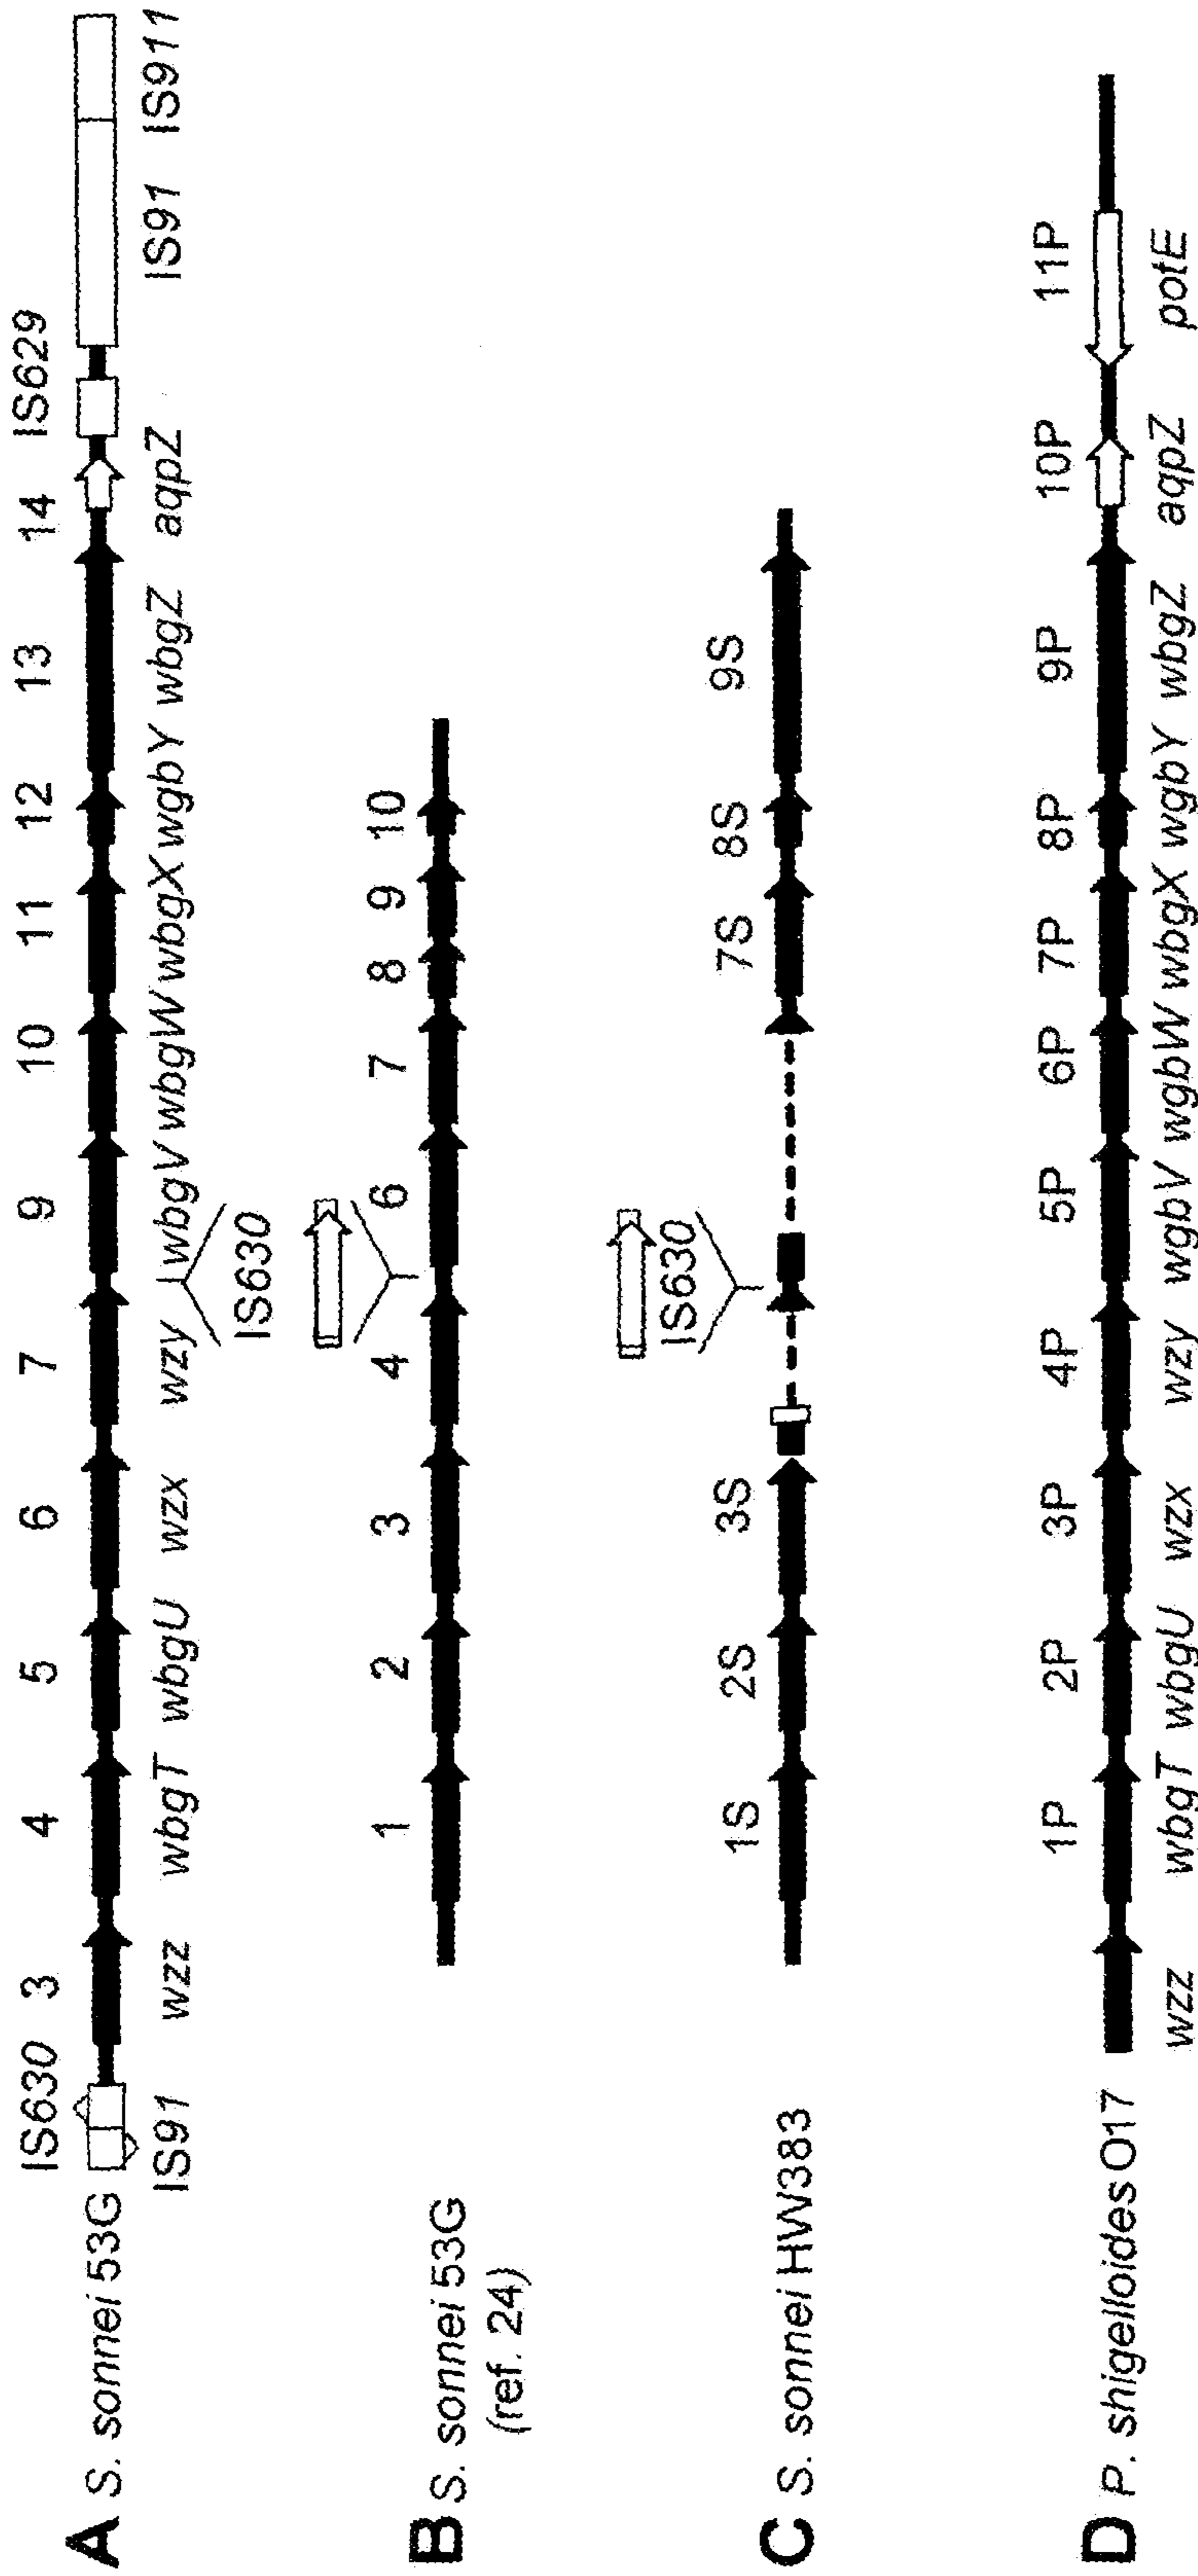 IS630 3 4 5 6 7 9 10 11 12 13 14 IS629
A S. sonnei 53G
IS91 wzz wbgT wbgU wzx wzy wbgV wbgW wbgX wgbY wbgZ aqpZ IS91 IS911
IS630
1 2 3 4 6 7 8 9 10
B S. sonnei 53G
(ref. 24)
IS630
1S 2S 3S 7S 8S 9S
C S. sonnei HW383
1P 2P 3P 4P 5P 6P 7P 8P 9P 10P 11P
D P. shigelloides O17
wzz wbgT wbgU wzx wzy wgbV wgbW wbgX wgbY wbgZ aqpZ potE